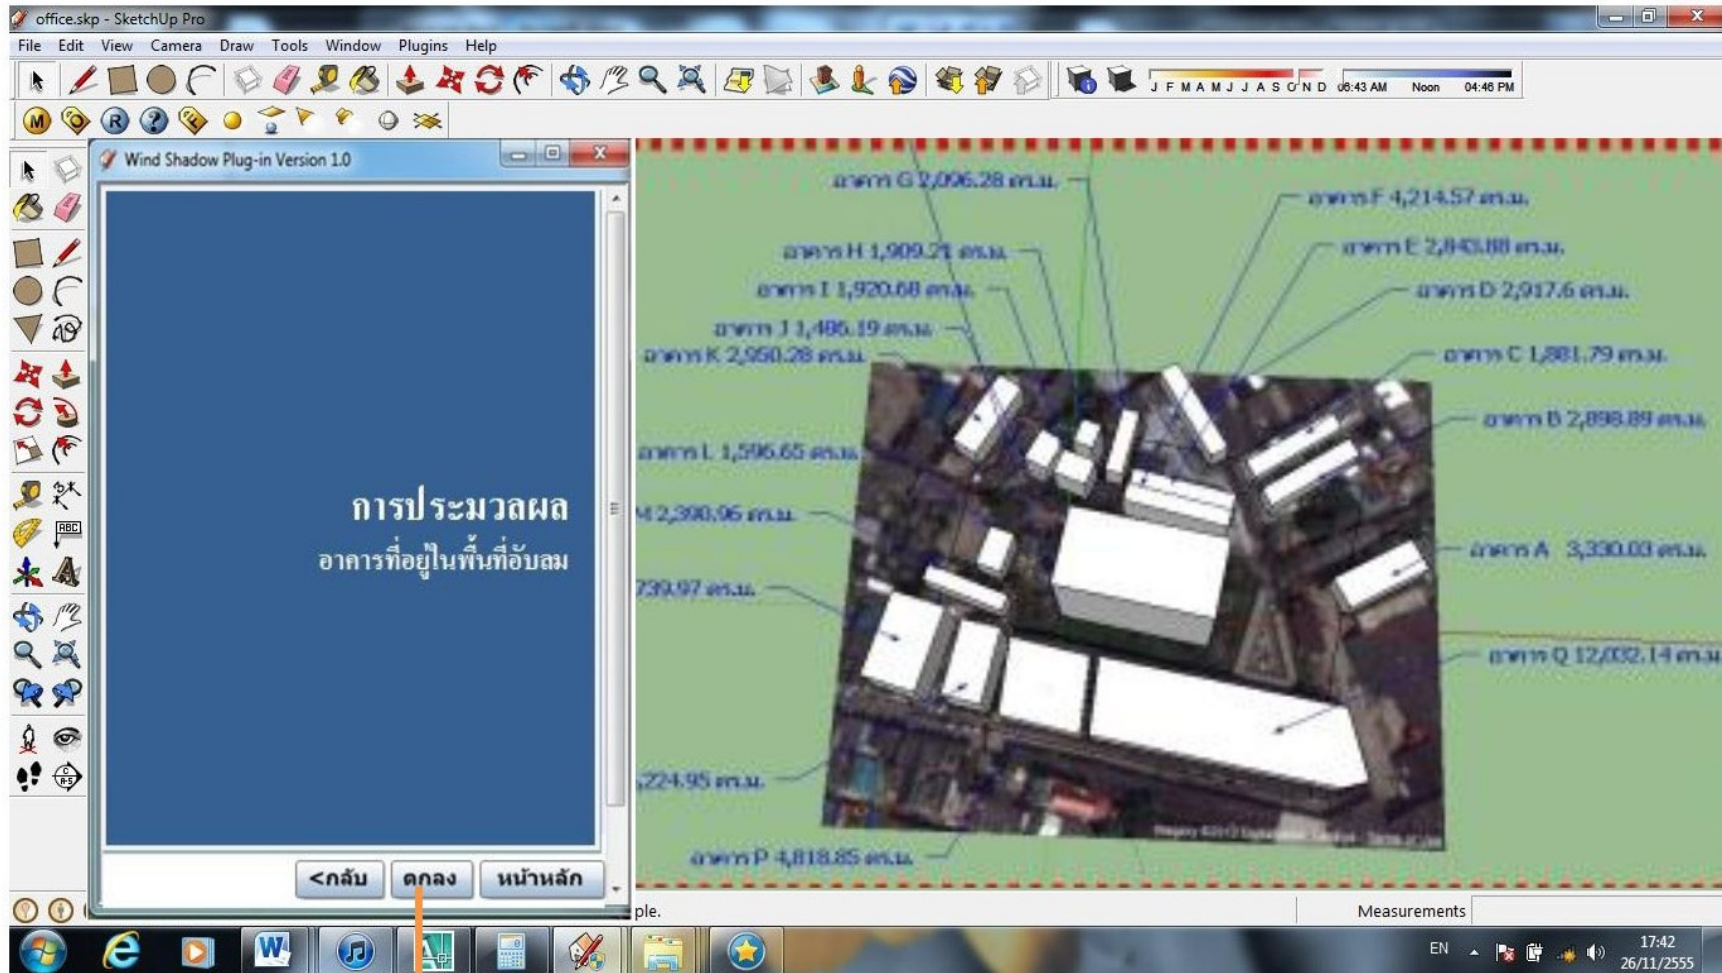 office.skp - SketchUp Pro
File Edit View Camera Draw Tools Window Plugins Help
J F M A M J J A S O N D 06:43 AM Noon 04:46 PM
M R ?
Wind Shadow Plug-in Version 1.0
การประมวลผล
อาคารที่อยู่ในพื้นที่อับลม
<กลับ ตกลง หน้าหลัก
อาคาร G 2,096.28 ตร.ม.
อาคาร F 4,214.57 ตร.ม.
อาคาร H 1,909.21 ตร.ม.
อาคาร E 2,843.88 ตร.ม.
อาคาร I 1,920.68 ตร.ม.
อาคาร D 2,917.6 ตร.ม.
อาคาร J 1,486.19 ตร.ม.
อาคาร K 2,950.28 ตร.ม.
อาคาร C 1,881.79 ตร.ม.
อาคาร B 2,898.89 ตร.ม.
อาคาร L 1,596.65 ตร.ม.
M 2,390.96 ตร.ม.
อาคาร A 3,330.03 ตร.ม.
739.97 ตร.ม.
อาคาร Q 12,032.14 ตร.ม
,224.95 ตร.ม.
อาคาร P 4,818.85 ตร.ม.
ABC
ple.
Measurements
EN
17:42
26/11/2555